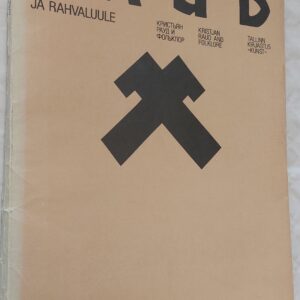 JA RAHVALUULE
КРИСТЬЯН
РАУД И
ФОЛЬКЛОР
KRISTJAN
RAUD AND
FOLKLORE
TALLINN
KIRJASTUS
«KUNST»